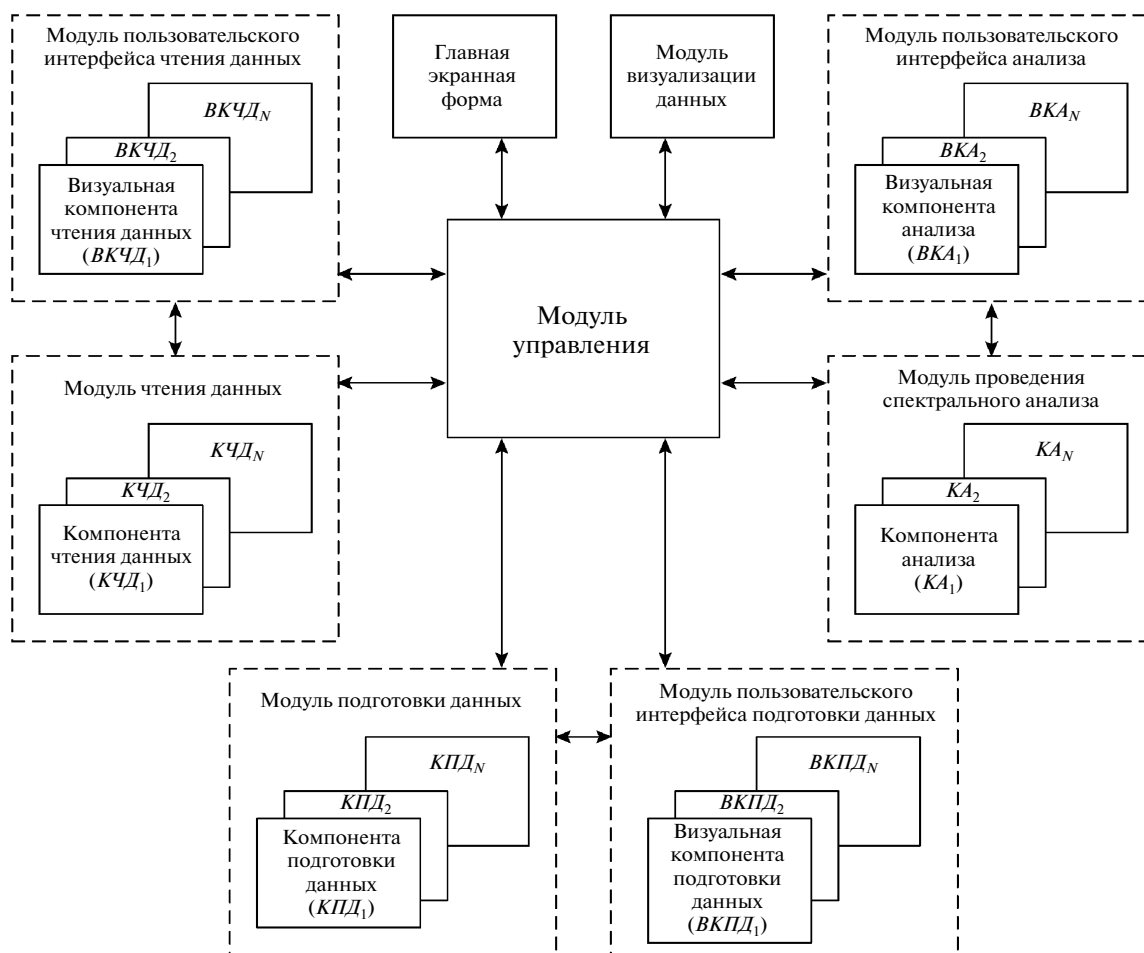 Модуль пользовательского
интерфейса чтения данных
ВКЧД_N
ВКЧД_2
Визуальная
компонента
чтения данных
(ВКЧД_1)
Главная
экранная
форма
Модуль
визуализации
данных
Модуль пользовательского
интерфейса анализа
ВКА_N
ВКА_2
Визуальная
компонента
анализа
(ВКА_1)
Модуль
управления
Модуль чтения данных
КЧД_N
КЧД_2
Компонента
чтения данных
(КЧД_1)
Модуль проведения
спектрального анализа
КА_N
КА_2
Компонента
анализа
(КА_1)
Модуль подготовки данных
КПД_N
КПД_2
Компонента
подготовки
данных
(КПД_1)
Модуль пользовательского
интерфейса подготовки данных
ВКПД_N
ВКПД_2
Визуальная
компонента
подготовки
данных
(ВКПД_1)